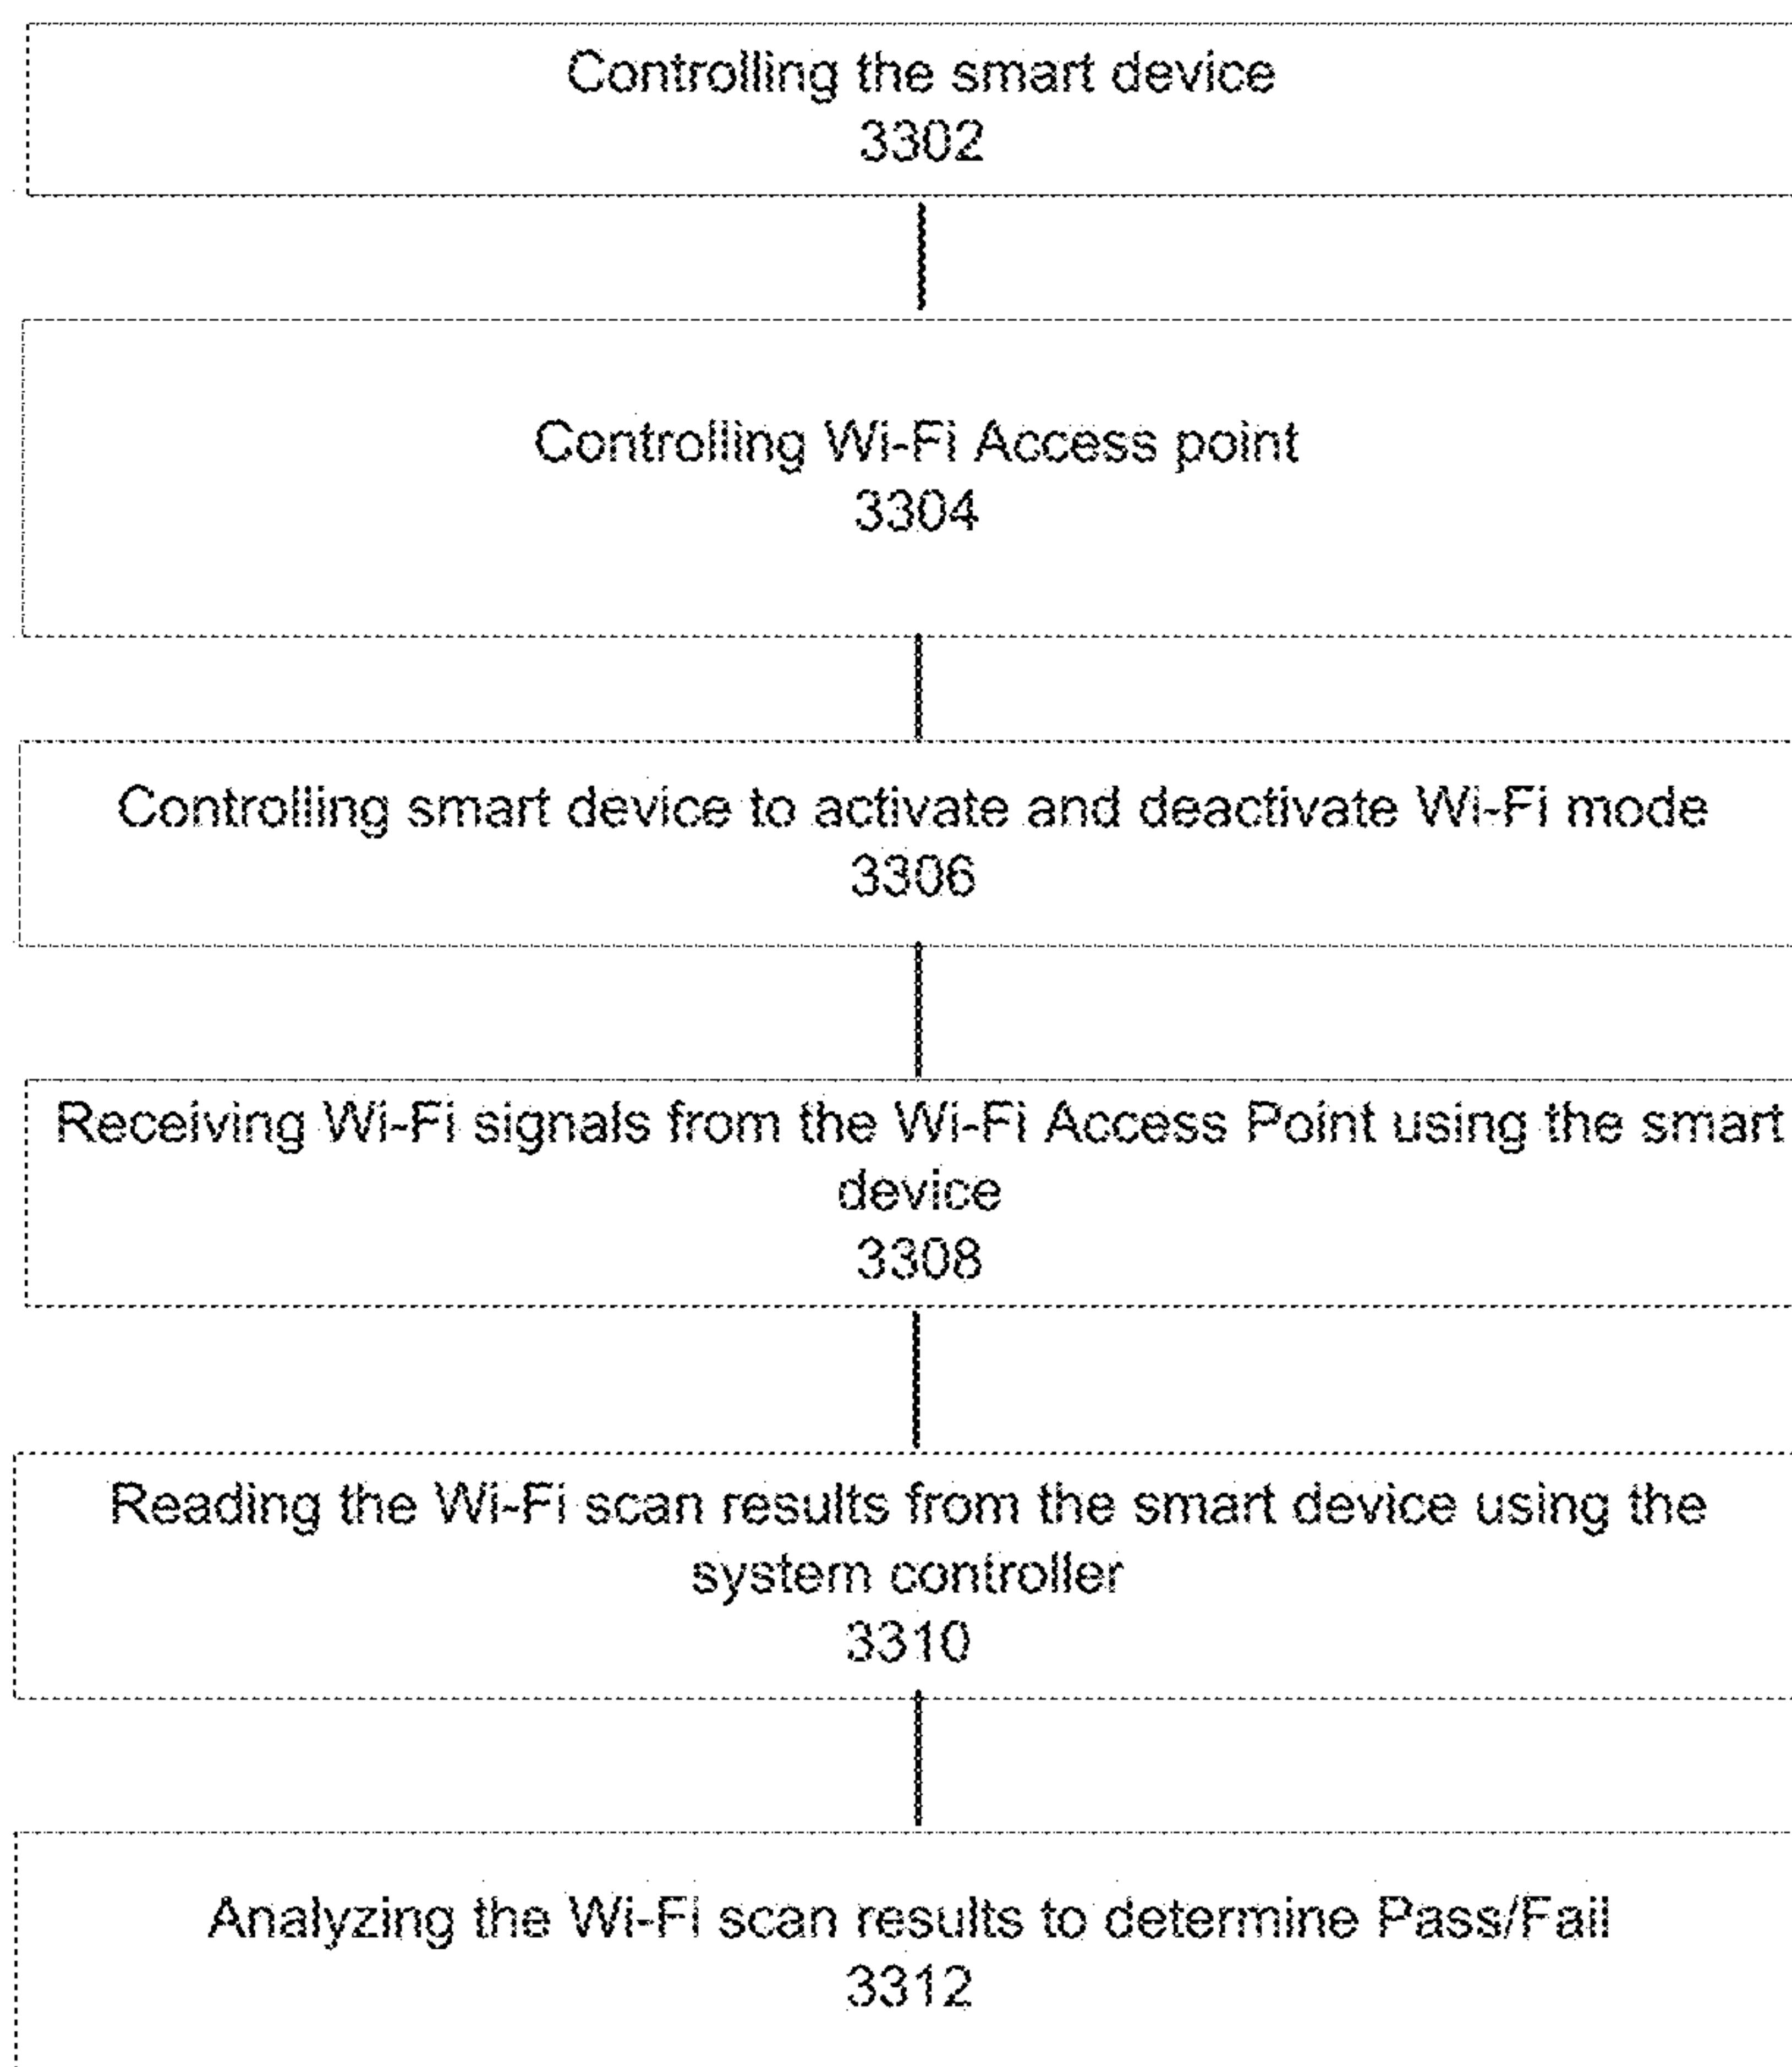 Controlling the smart device
3302
Controlling Wi-Fi Access point
3304
Controlling smart device to activate and deactivate Wi-Fi mode
3306
Receiving Wi-Fi signals from the Wi-Fi Access Point using the smart
device
3308
Reading the Wi-Fi scan results from the smart device using the
system controller
3310
Analyzing the Wi-Fi scan results to determine Pass/Fail
3312